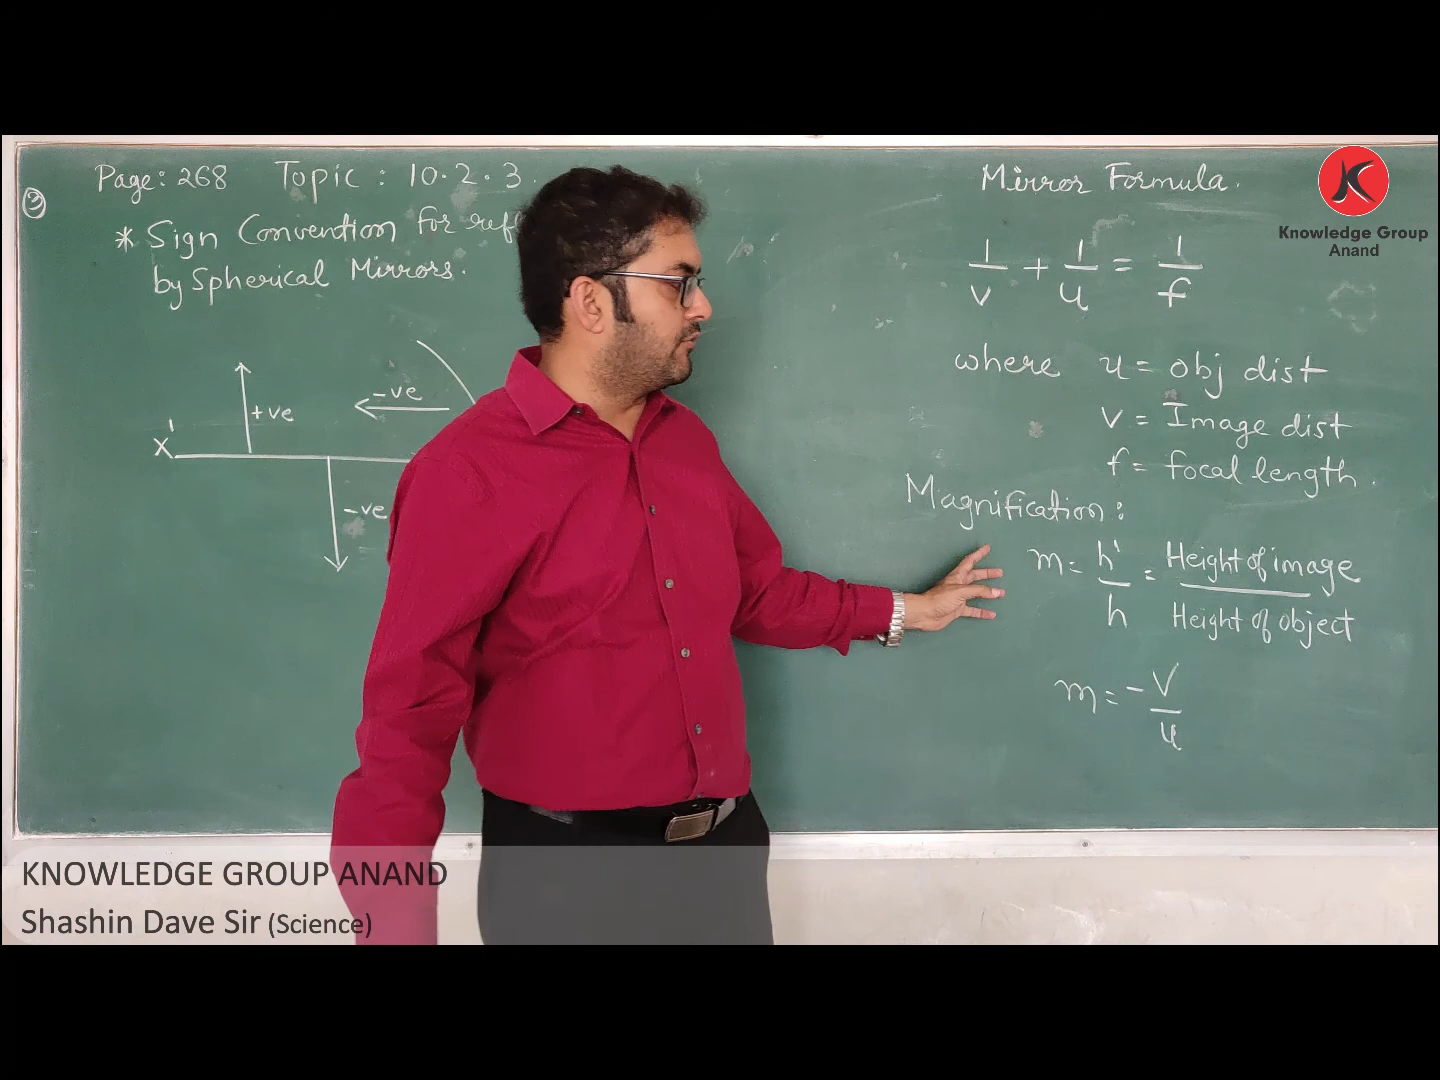 ③
Page: 268 Topic : 10.2.3.
* Sign Convention for
by Spherical Mirrors.
+ve
-ve
X'
-ve
Mirror Formula.
1/v + 1/u = 1/f
where u = obj dist
v = Image dist
f = focal length.
Magnification:
m = h'/h = Height of image / Height of object
m = -v/u
K
Knowledge Group
Anand
KNOWLEDGE GROUP ANAND
Shashin Dave Sir (Science)